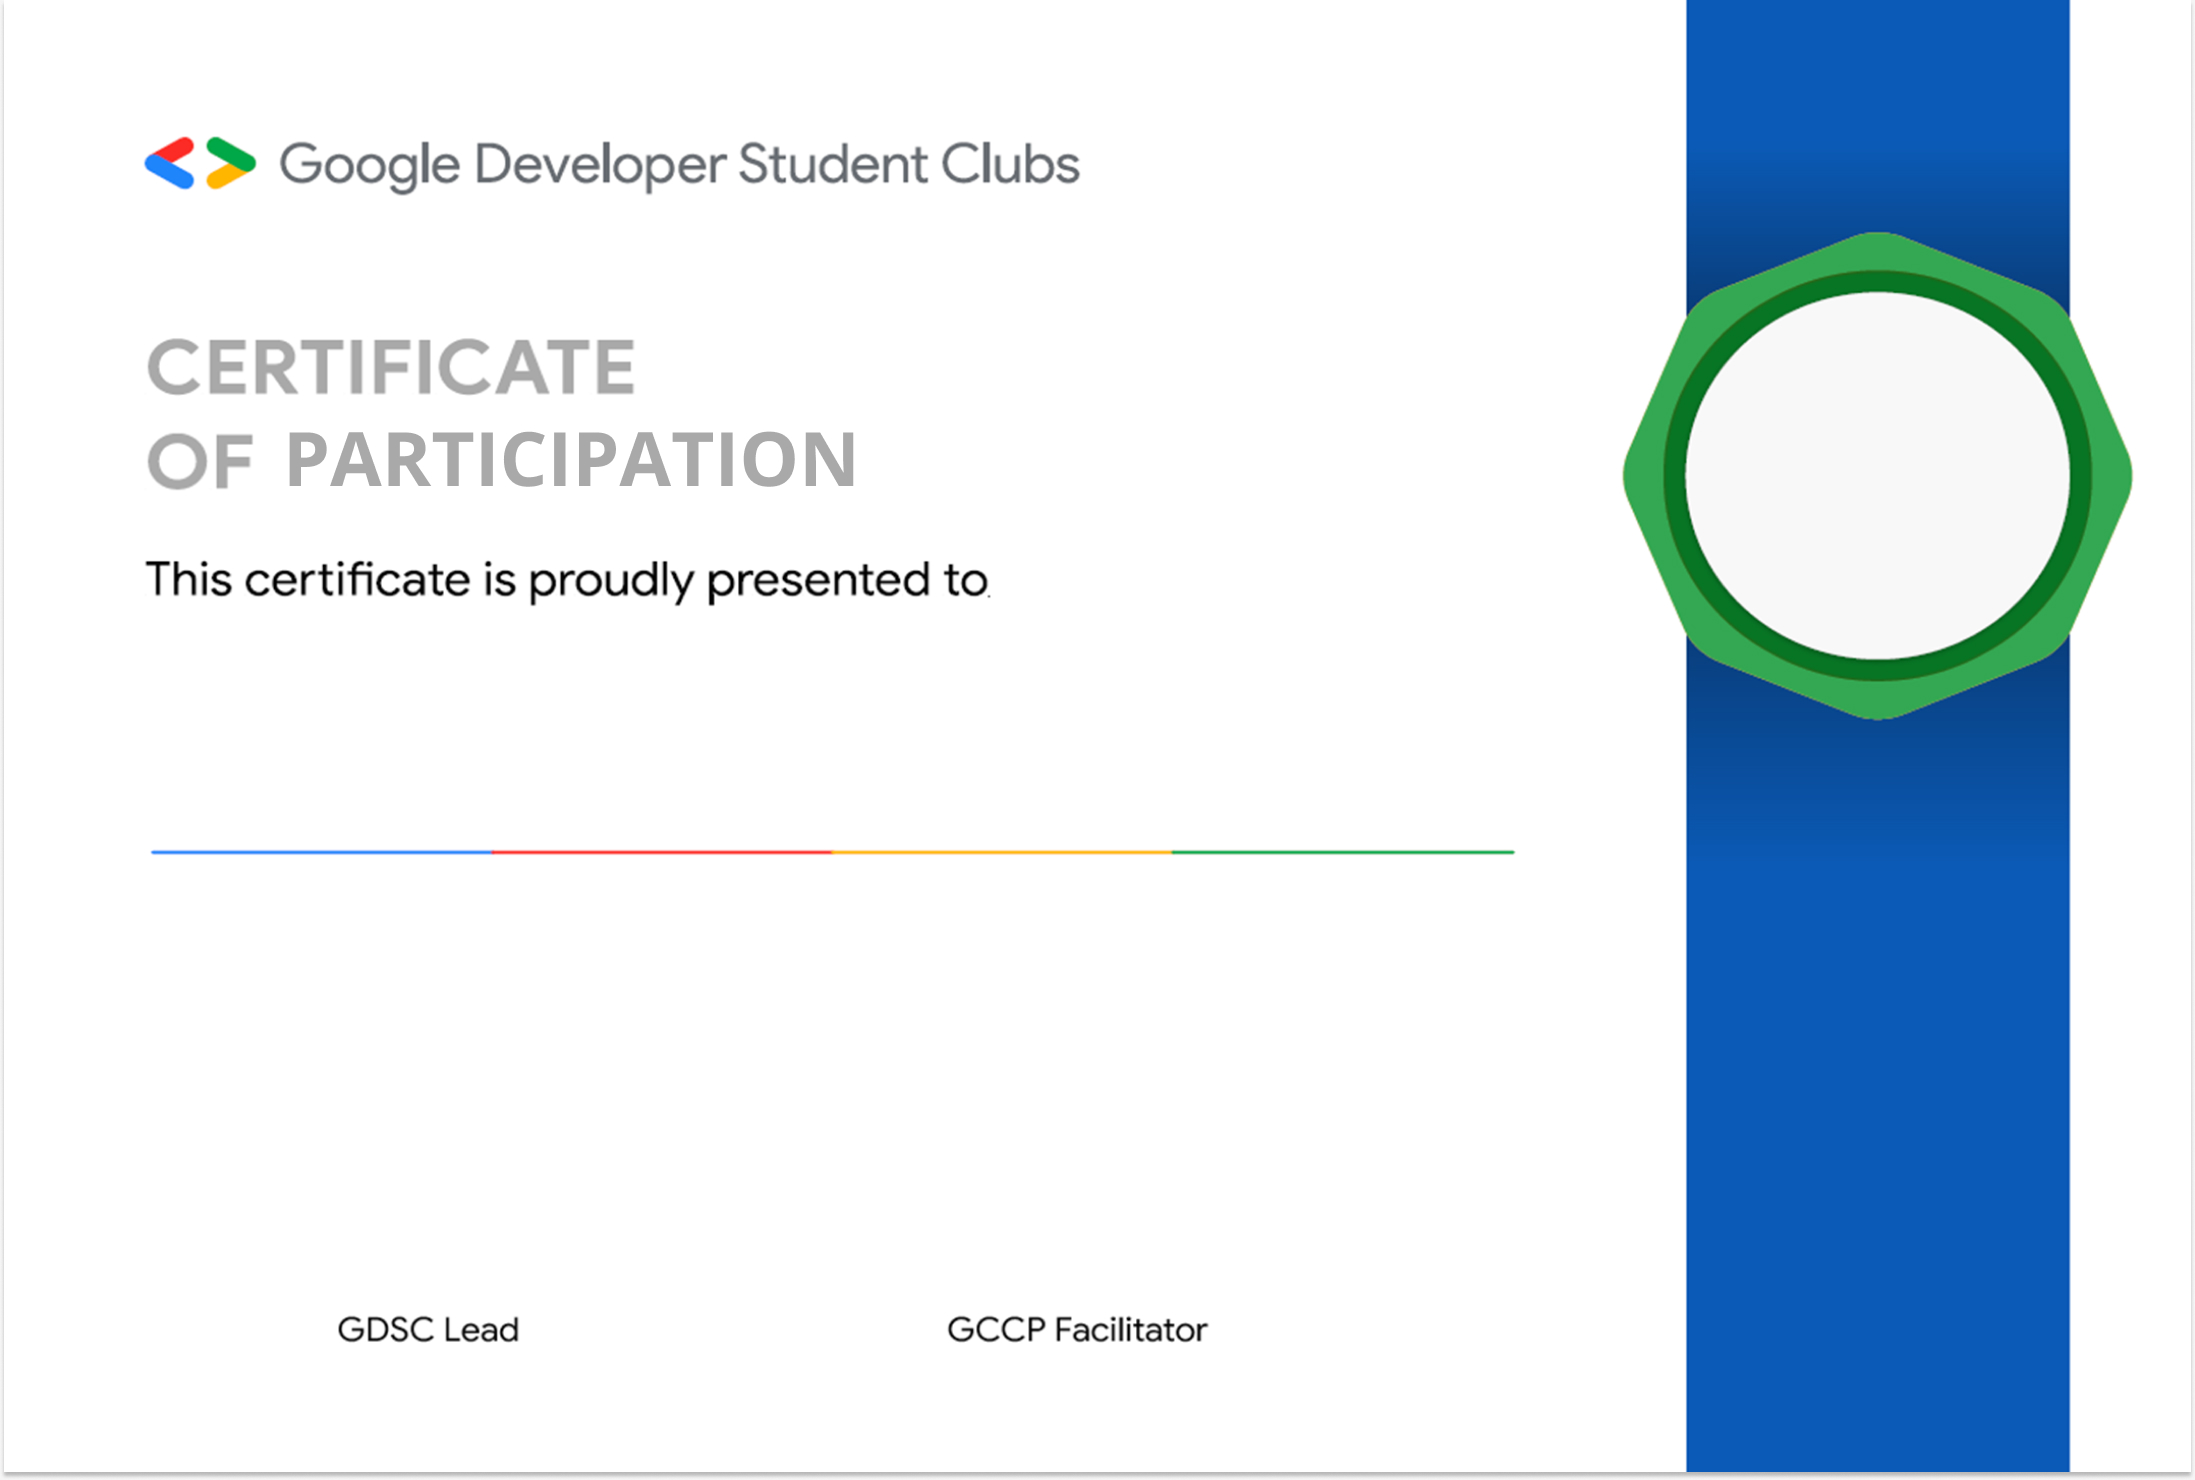 Google Developer Student Clubs
CERTIFICATE
OF PARTICIPATION
This certificate is proudly presented to.
GDSC Lead
GCCP Facilitator